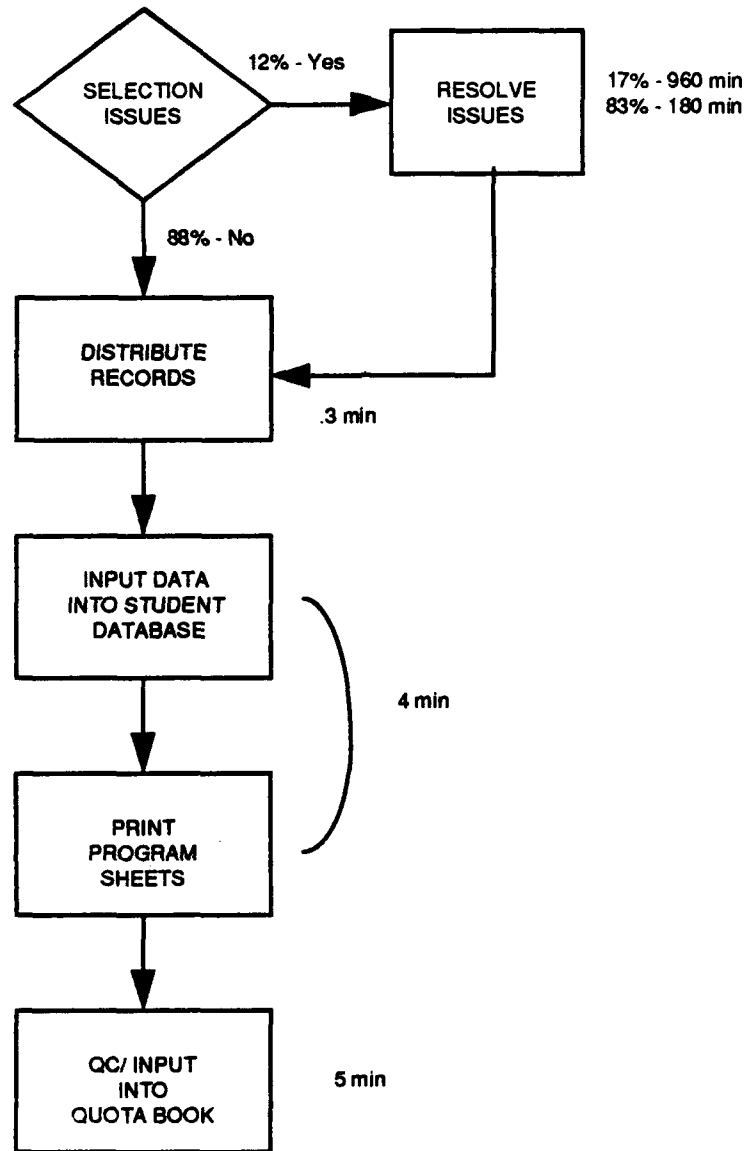 SELECTION
ISSUES
12% - Yes
RESOLVE
ISSUES
17% - 960 min
83% - 180 min
88% - No
DISTRIBUTE
RECORDS
.3 min
INPUT DATA
INTO STUDENT
DATABASE
4 min
PRINT
PROGRAM
SHEETS
QC/ INPUT
INTO
QUOTA BOOK
5 min